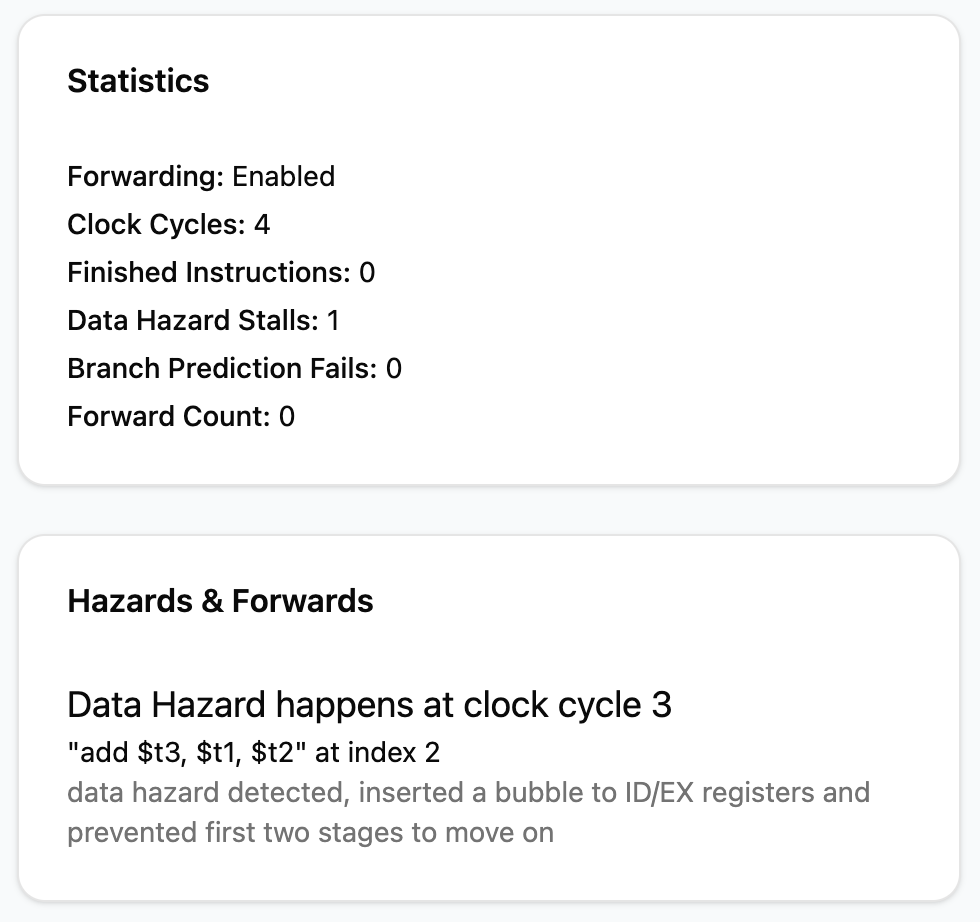 Statistics
Forwarding: Enabled
Clock Cycles: 4
Finished Instructions: 0
Data Hazard Stalls: 1
Branch Prediction Fails: 0
Forward Count: 0
Hazards & Forwards
Data Hazard happens at clock cycle 3
"add $t3, $t1, $t2" at index 2
data hazard detected, inserted a bubble to ID/EX registers and
prevented first two stages to move on